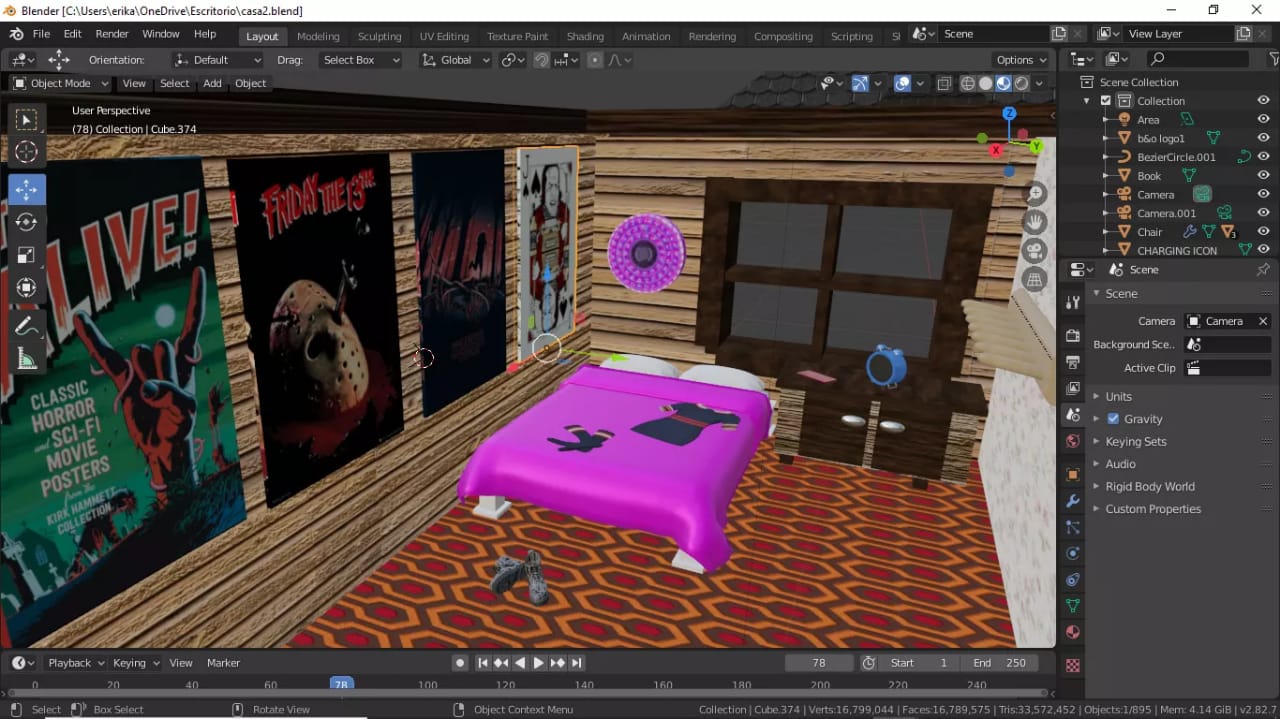 Blender [C:\Users\erika\OneDrive\Escritorio\casa2.blend]
File Edit Render Window Help Layout Modeling Sculpting UV Editing Texture Paint Shading Animation Rendering Compositing Scripting Scene View Layer
Orientation: Default Drag: Select Box Global Options
Object Mode View Select Add Object
User Perspective
(78) Collection | Cube.374
Scene Collection
Collection
Area
b&o logo1
BezierCircle.001
Book
Camera
Camera.001
Chair 3
CHARGING ICON
Z
X
Y
LIVE!
CLASSIC
HORROR
and SCI-FI
MOVIE
POSTERS
from the
KIRK HAMMETT
COLLECTION
FRIDAY THE 13TH
Scene
Scene
Camera Camera
Background Sce..
Active Clip
Units
Gravity
Keying Sets
Audio
Rigid Body World
Custom Properties
Playback Keying View Marker 78 Start 1 End 250
0 20 40 60 78 100 120 140 160 180 200 220 240
Select Box Select Rotate View Object Context Menu Collection | Cube.374 | Verts:16,799,044 | Faces:16,789,575 | Tris:33,572,452 | Objects:1/895 | Mem: 4.14 GiB | v2.82.7